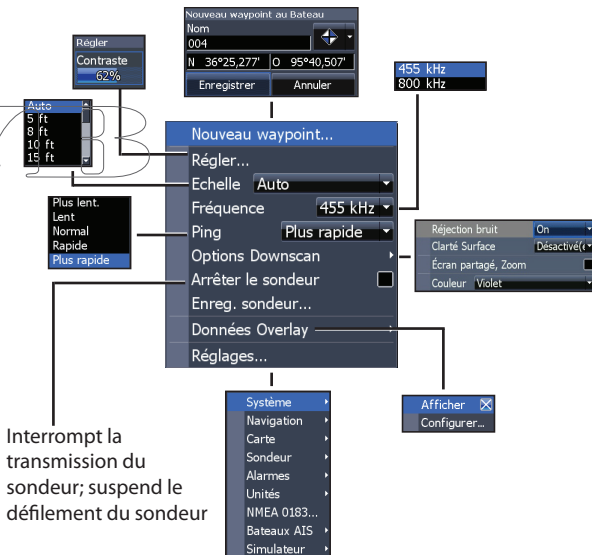 Nouveau waypoint au Bateau
Nom
004
N 36°25,277' O 95°40,507'
Enregistrer Annuler
Régler
Contraste
62%
455 kHz
800 kHz
Auto
5 ft
8 ft
10 ft
15 ft
Nouveau waypoint...
Régler...
Echelle Auto
Fréquence 455 kHz
Ping Plus rapide
Options Downscan
Arrêter le sondeur
Enreg. sondeur...
Données Overlay
Réglages...
Plus lent.
Lent
Normal
Rapide
Plus rapide
Réjection bruit On
Clarté Surface Désactivé(e
Écran partagé, Zoom
Couleur Violet
Interrompt la
transmission du
sondeur; suspend le
défilement du sondeur
Système
Navigation
Carte
Sondeur
Alarmes
Unités
NMEA 0183...
Bateaux AIS
Simulateur
Afficher
Configurer...